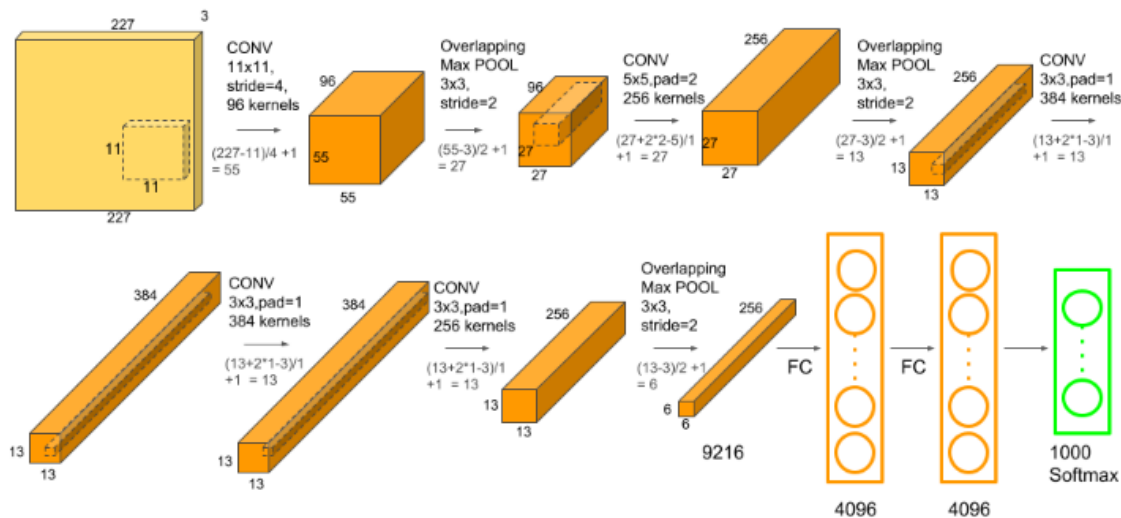 227
3
11
11
227
CONV
11x11,
stride=4,
96 kernels
(227-11)/4 +1
= 55
96
55
55
Overlapping
Max POOL
3x3,
stride=2
(55-3)/2 +1
= 27
96
27
27
CONV
5x5,pad=2
256 kernels
(27+2*2-5)/1
+1 = 27
256
27
27
Overlapping
Max POOL
3x3,
stride=2
(27-3)/2 +1
= 13
256
13
13
CONV
3x3,pad=1
384 kernels
(13+2*1-3)/1
+1 = 13
384
13
13
CONV
3x3,pad=1
384 kernels
(13+2*1-3)/1
+1 = 13
384
13
13
CONV
3x3,pad=1
256 kernels
(13+2*1-3)/1
+1 = 13
256
13
13
Overlapping
Max POOL
3x3,
stride=2
(13-3)/2 +1
= 6
256
6
6
9216
FC
4096
FC
4096
1000
Softmax